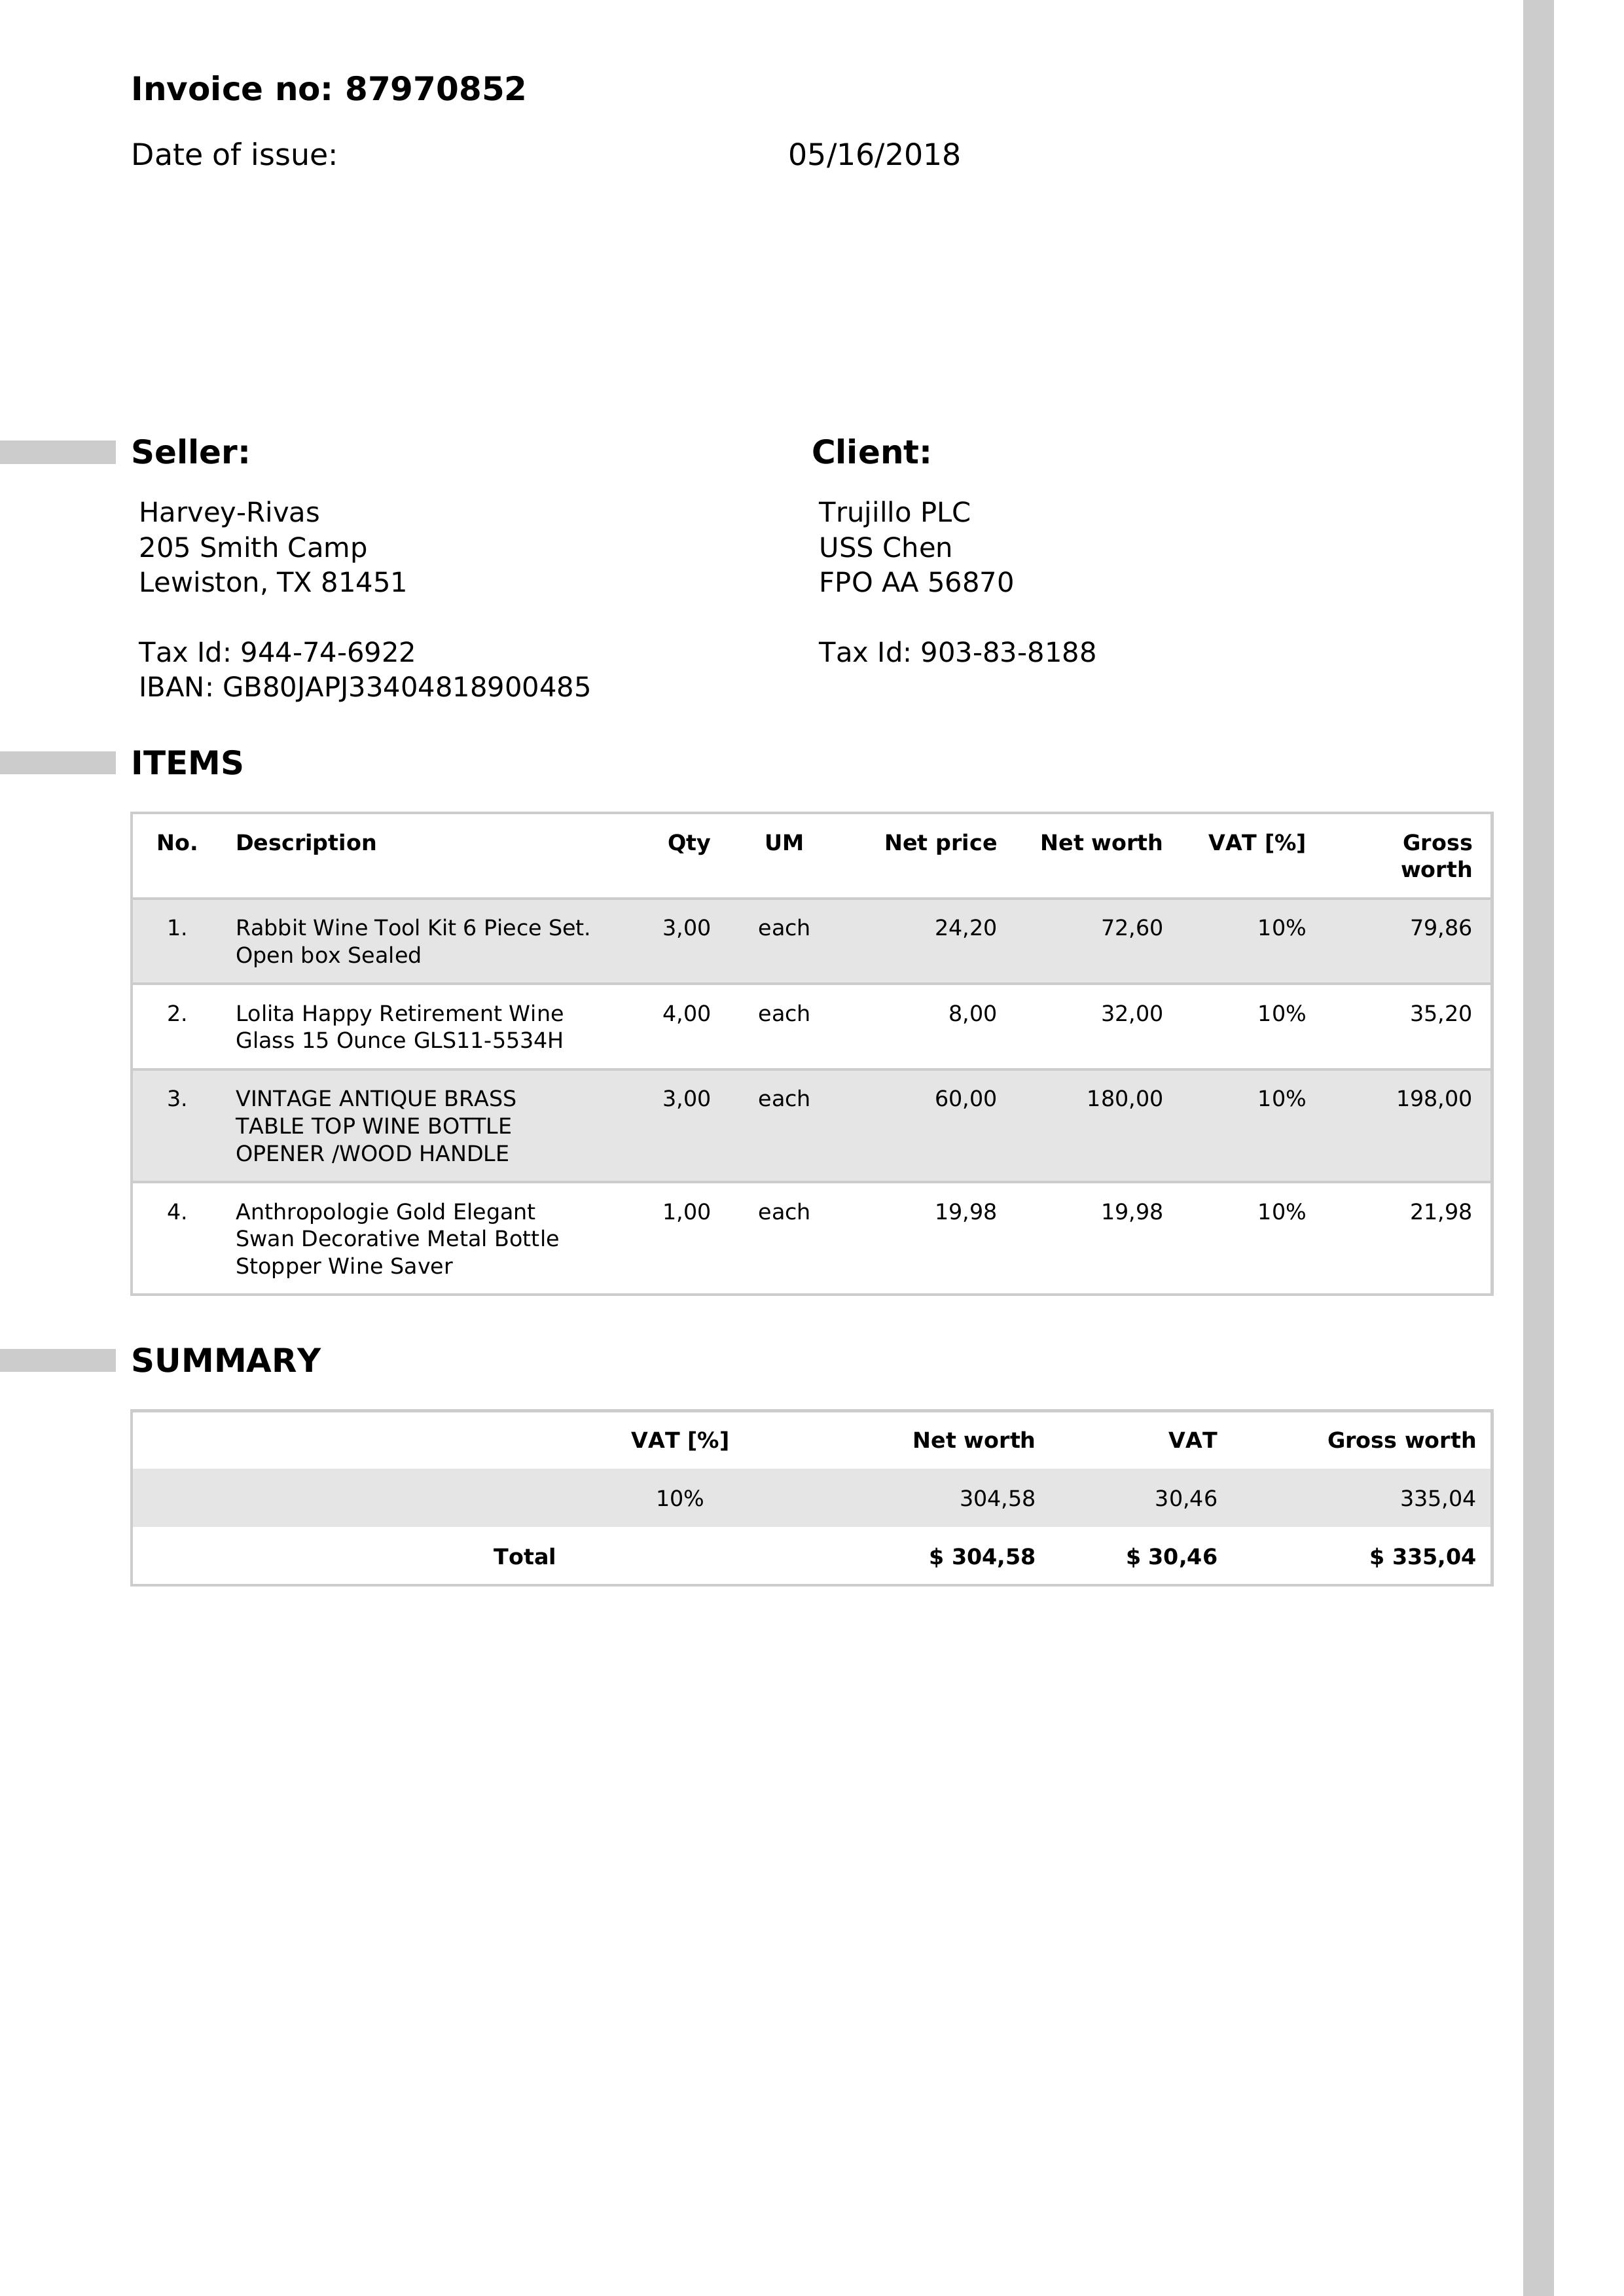 Invoice no: 87970852
Date of issue: 05/16/2018
Seller:
Harvey-Rivas
205 Smith Camp
Lewiston, TX 81451
Tax Id: 944-74-6922
IBAN: GB80JAPJ33404818900485
Client:
Trujillo PLC
USS Chen
FPO AA 56870
Tax Id: 903-83-8188
ITEMS
No. Description Qty UM Net price Net worth VAT [%] Gross
worth
1. Rabbit Wine Tool Kit 6 Piece Set. 3,00 each 24,20 72,60 10% 79,86
Open box Sealed
2. Lolita Happy Retirement Wine 4,00 each 8,00 32,00 10% 35,20
Glass 15 Ounce GLS11-5534H
3. VINTAGE ANTIQUE BRASS 3,00 each 60,00 180,00 10% 198,00
TABLE TOP WINE BOTTLE
OPENER /WOOD HANDLE
4. Anthropologie Gold Elegant 1,00 each 19,98 19,98 10% 21,98
Swan Decorative Metal Bottle
Stopper Wine Saver
SUMMARY
VAT [%] Net worth VAT Gross worth
10% 304,58 30,46 335,04
Total $ 304,58 $ 30,46 $ 335,04